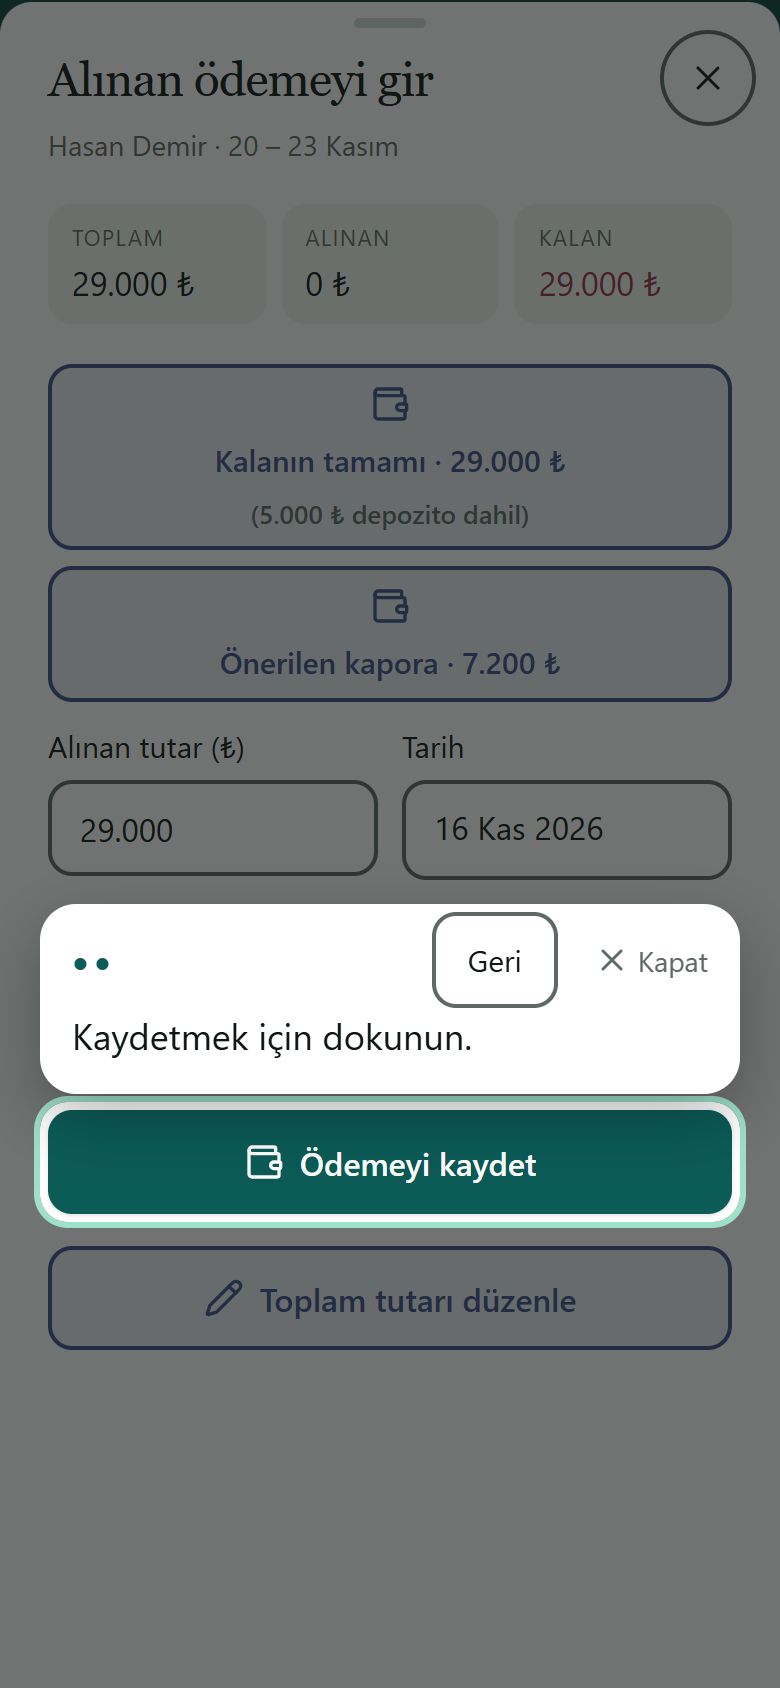 Alınan ödemeyi gir
Hasan Demir · 20 – 23 Kasım
TOPLAM
29.000 ₺
ALINAN
0 ₺
KALAN
29.000 ₺
Kalanın tamamı · 29.000 ₺
(5.000 ₺ depozito dahil)
Önerilen kapora · 7.200 ₺
Alınan tutar (₺)
29.000
Tarih
16 Kas 2026
Geri
Kapat
Kaydetmek için dokunun.
Ödemeyi kaydet
Toplam tutarı düzenle